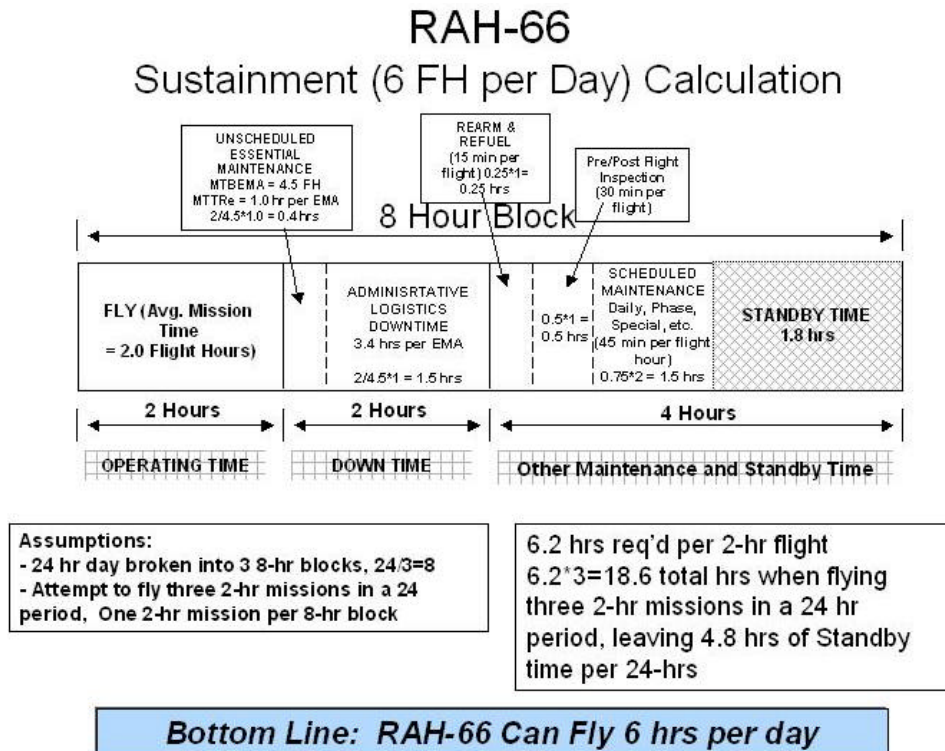 RAH-66
Sustainment (6 FH per Day) Calculation
UNSCHEDULED
ESSENTIAL
MAINTENANCE
MTBEMA = 4.5 FH
MTTRe = 1.0 hr per EMA
2/4.5*1.0 = 0.4 hrs
REARM &
REFUEL
(15 min per
flight) 0.25*1=
0.25 hrs
Pre/Post Flight
Inspection
(30 min per
flight)
8 Hour Block
FLY (Avg. Mission
Time
= 2.0 Flight Hours)
ADMINISRTATIVE
LOGISTICS
DOWNTIME
3.4 hrs per EMA
2/4.5*1 = 1.5 hrs
0.5*1 =
0.5 hrs
SCHEDULED
MAINTENANCE
Daily, Phase,
Special, etc.
(45 min per flight
hour)
0.75*2 = 1.5 hrs
STANDBY TIME
1.8 hrs
2 Hours
2 Hours
4 Hours
OPERATING TIME
DOWN TIME
Other Maintenance and Standby Time
Assumptions:
- 24 hr day broken into 3 8-hr blocks, 24/3=8
- Attempt to fly three 2-hr missions in a 24
period, One 2-hr mission per 8-hr block
6.2 hrs req'd per 2-hr flight
6.2*3=18.6 total hrs when flying
three 2-hr missions in a 24 hr
period, leaving 4.8 hrs of Standby
time per 24-hrs
Bottom Line: RAH-66 Can Fly 6 hrs per day